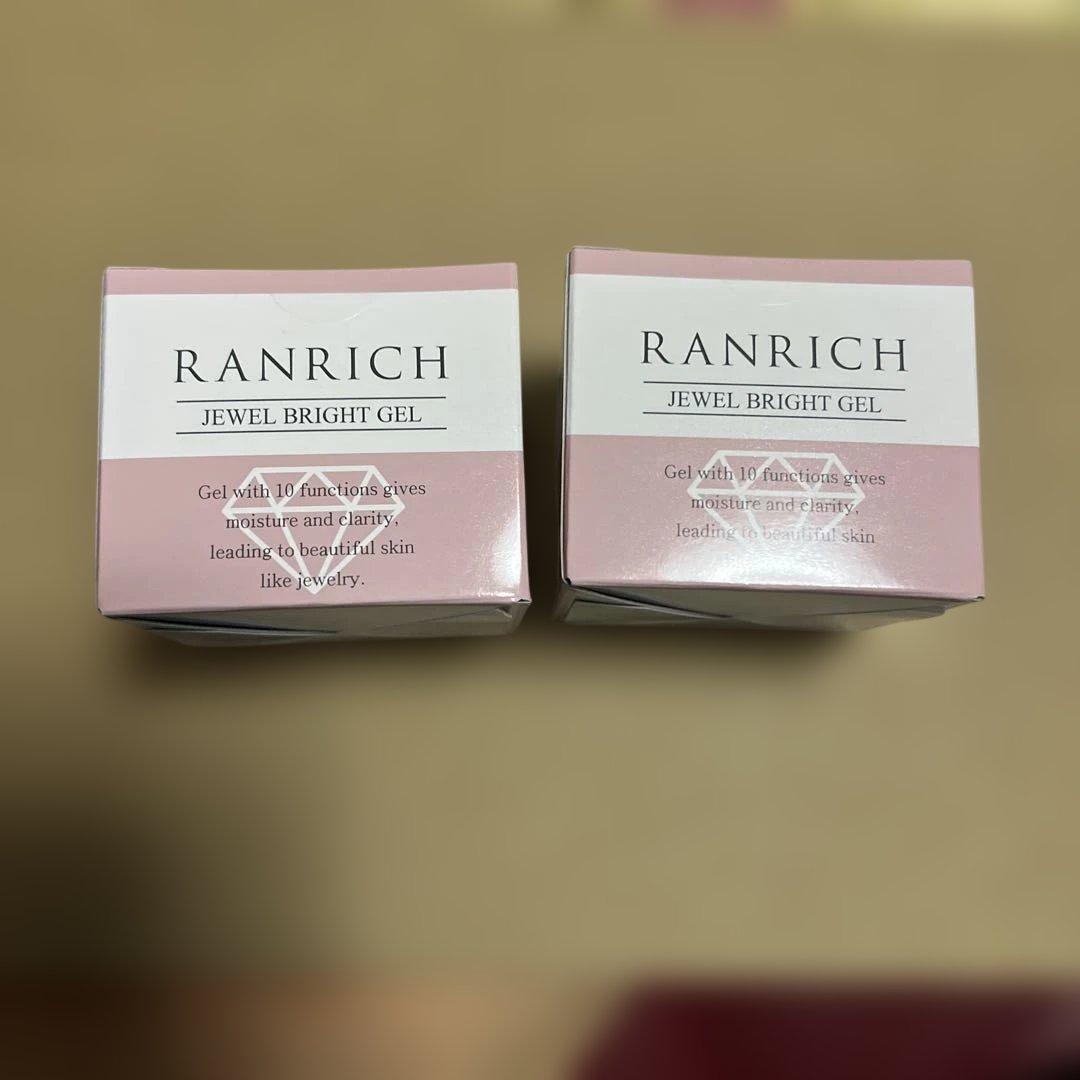 RANRICH
JEWEL BRIGHT GEL
Gel with 10 functions gives
moisture and clarity,
leading to beautiful skin
like jewelry.
RANRICH
JEWEL BRIGHT GEL
Gel with 10 functions gives
moisture and clarity,
leading to beautiful skin